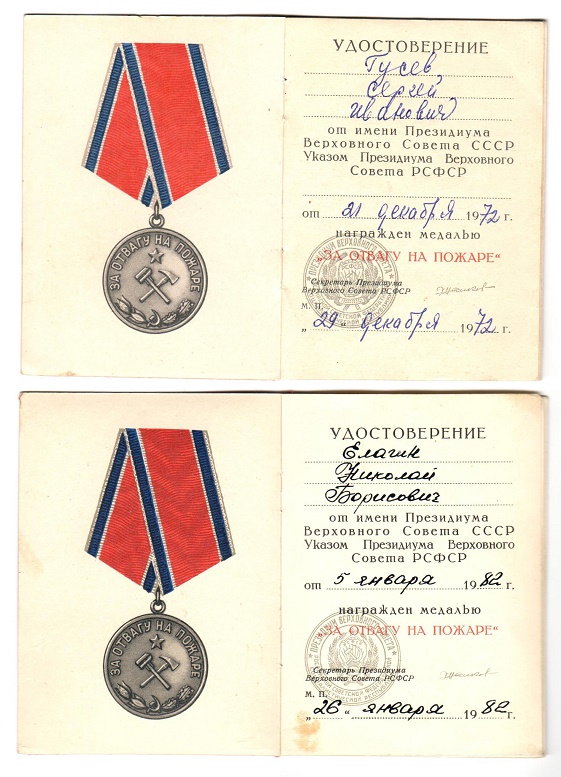 ЗА ОТВАГУ НА ПОЖАРЕ
УДОСТОВЕРЕНИЕ
Гусев
Сергей
Иванович
от имени Президиума
Верховного Совета СССР
Указом Президиума Верховного
Совета РСФСР
от 21 декабря 1972 г.
награжден медалью
„ЗА ОТВАГУ НА ПОЖАРЕ“
Секретарь Президиума
Верховного Совета РСФСР
М. П.
„29“ декабря 1972 г.
ЗА ОТВАГУ НА ПОЖАРЕ
УДОСТОВЕРЕНИЕ
Елагин
Николай
Борисович
от имени Президиума
Верховного Совета СССР
Указом Президиума Верховного
Совета РСФСР
от 5 января 1982 г.
награжден медалью
„ЗА ОТВАГУ НА ПОЖАРЕ“
Секретарь Президиума
Верховного Совета РСФСР
М. П.
„26“ января 1982 г.